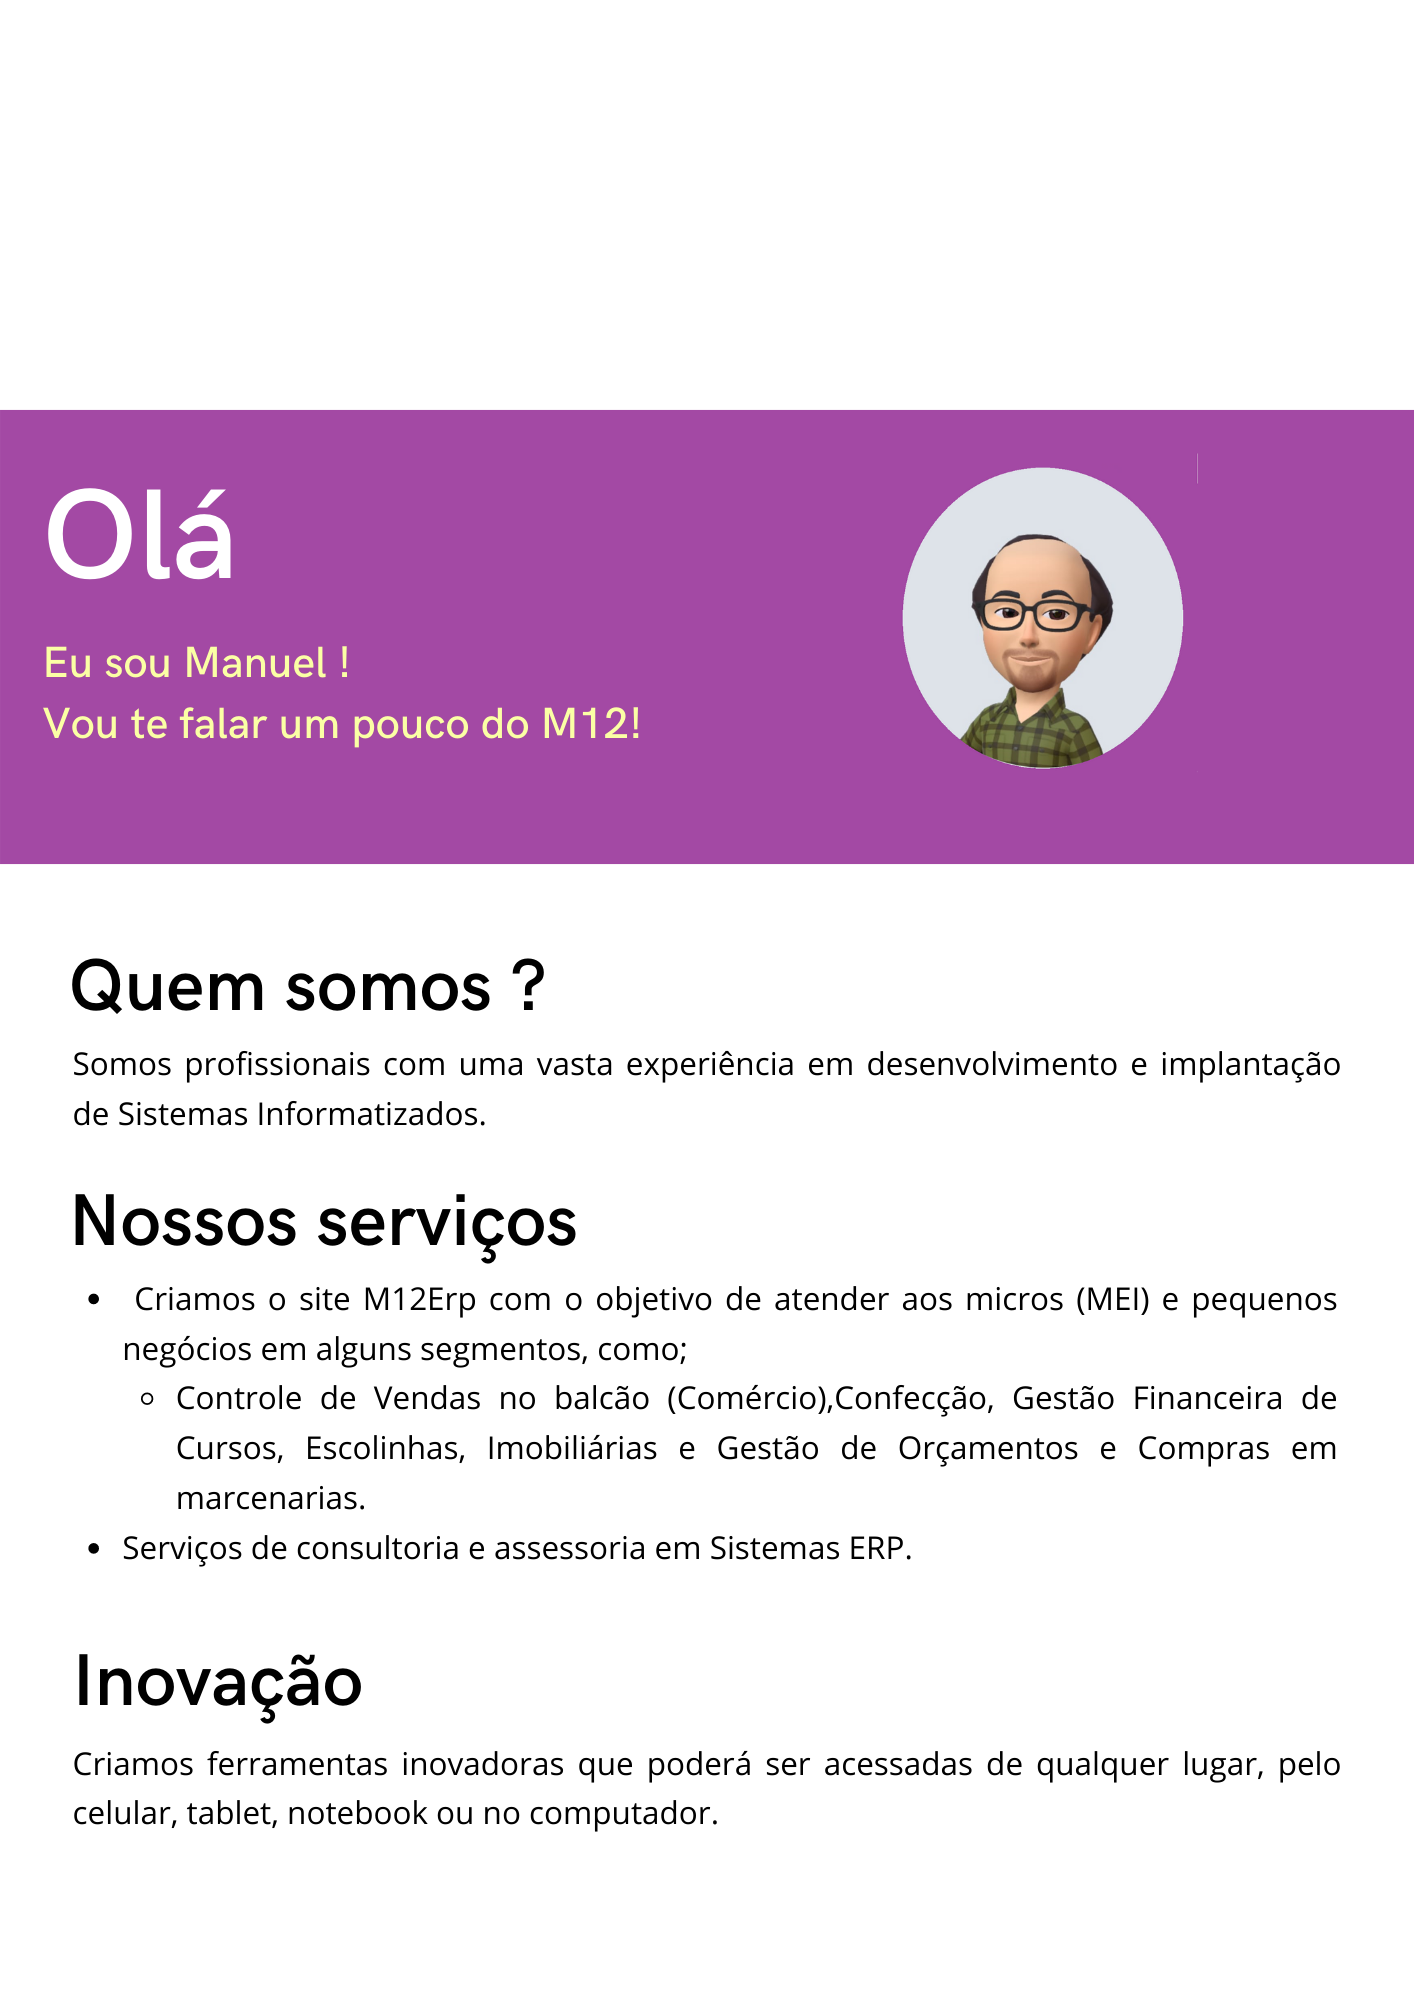 Olá
Eu sou Manuel !
Vou te falar um pouco do M12!
Quem somos ?
Somos profissionais com uma vasta experiência em desenvolvimento e implantação
de Sistemas Informatizados.
Nossos serviços
• Criamos o site M12Erp com o objetivo de atender aos micros (MEI) e pequenos
negócios em alguns segmentos, como;
◦ Controle de Vendas no balcão (Comércio),Confecção, Gestão Financeira de
Cursos, Escolinhas, Imobiliárias e Gestão de Orçamentos e Compras em
marcenarias.
• Serviços de consultoria e assessoria em Sistemas ERP.
Inovação
Criamos ferramentas inovadoras que poderá ser acessadas de qualquer lugar, pelo
celular, tablet, notebook ou no computador.